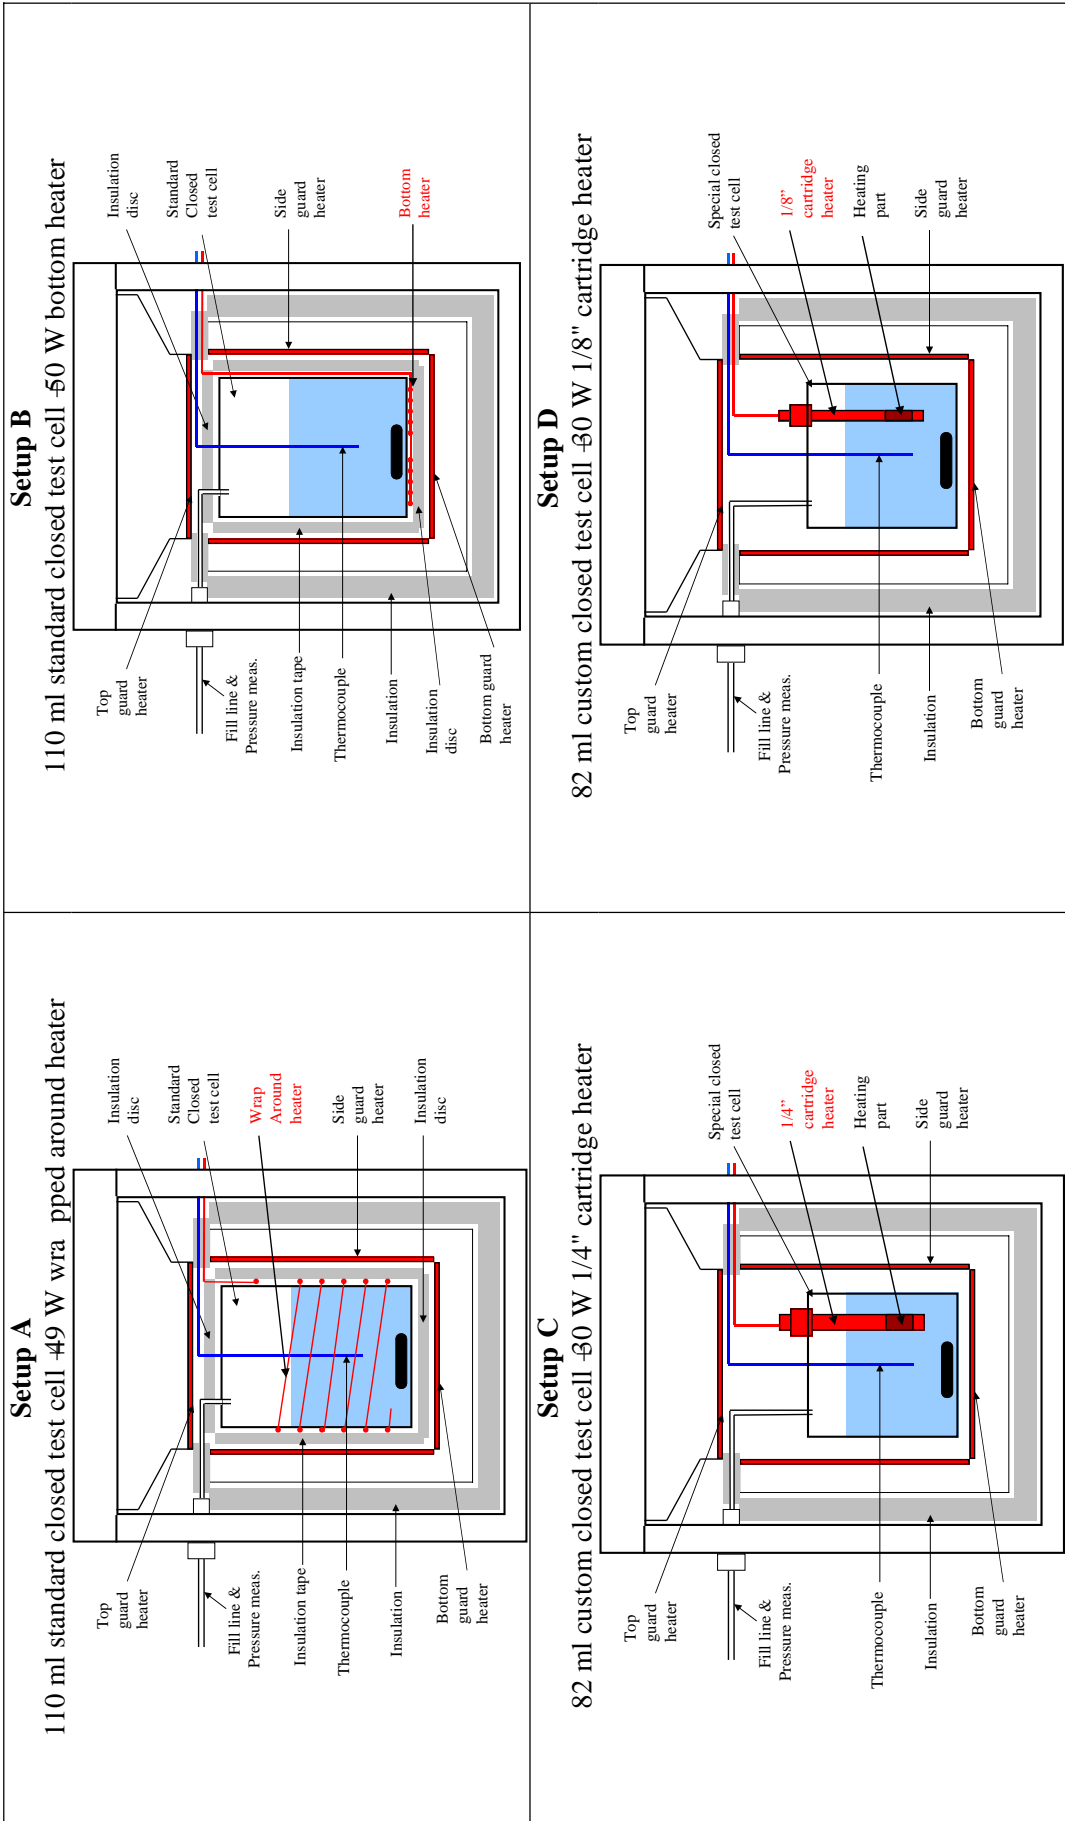 Setup A
110 ml standard closed test cell –49 W wra pped around heater
Insulation
disc
Standard
Closed
test cell
Wrap
Around
heater
Side
guard
heater
Insulation
disc
Top
guard
heater
Fill line &
Pressure meas.
Insulation tape
Thermocouple
Insulation
Bottom
guard
heater
Setup B
110 ml standard closed test cell –50 W bottom heater
Insulation
disc
Standard
Closed
test cell
Side
guard
heater
Bottom
heater
Top
guard
heater
Fill line &
Pressure meas.
Insulation tape
Thermocouple
Insulation
Insulation
disc
Bottom guard
heater
Setup C
82 ml custom closed test cell –30 W 1/4" cartridge heater
Special closed
test cell
1/4”
cartridge
heater
Heating
part
Side
guard
heater
Top
guard
heater
Fill line &
Pressure meas.
Thermocouple
Insulation
Bottom
guard
heater
Setup D
82 ml custom closed test cell –30 W 1/8" cartridge heater
Special closed
test cell
1/8”
cartridge
heater
Heating
part
Side
guard
heater
Top
guard
heater
Fill line &
Pressure meas.
Thermocouple
Insulation
Bottom
guard
heater